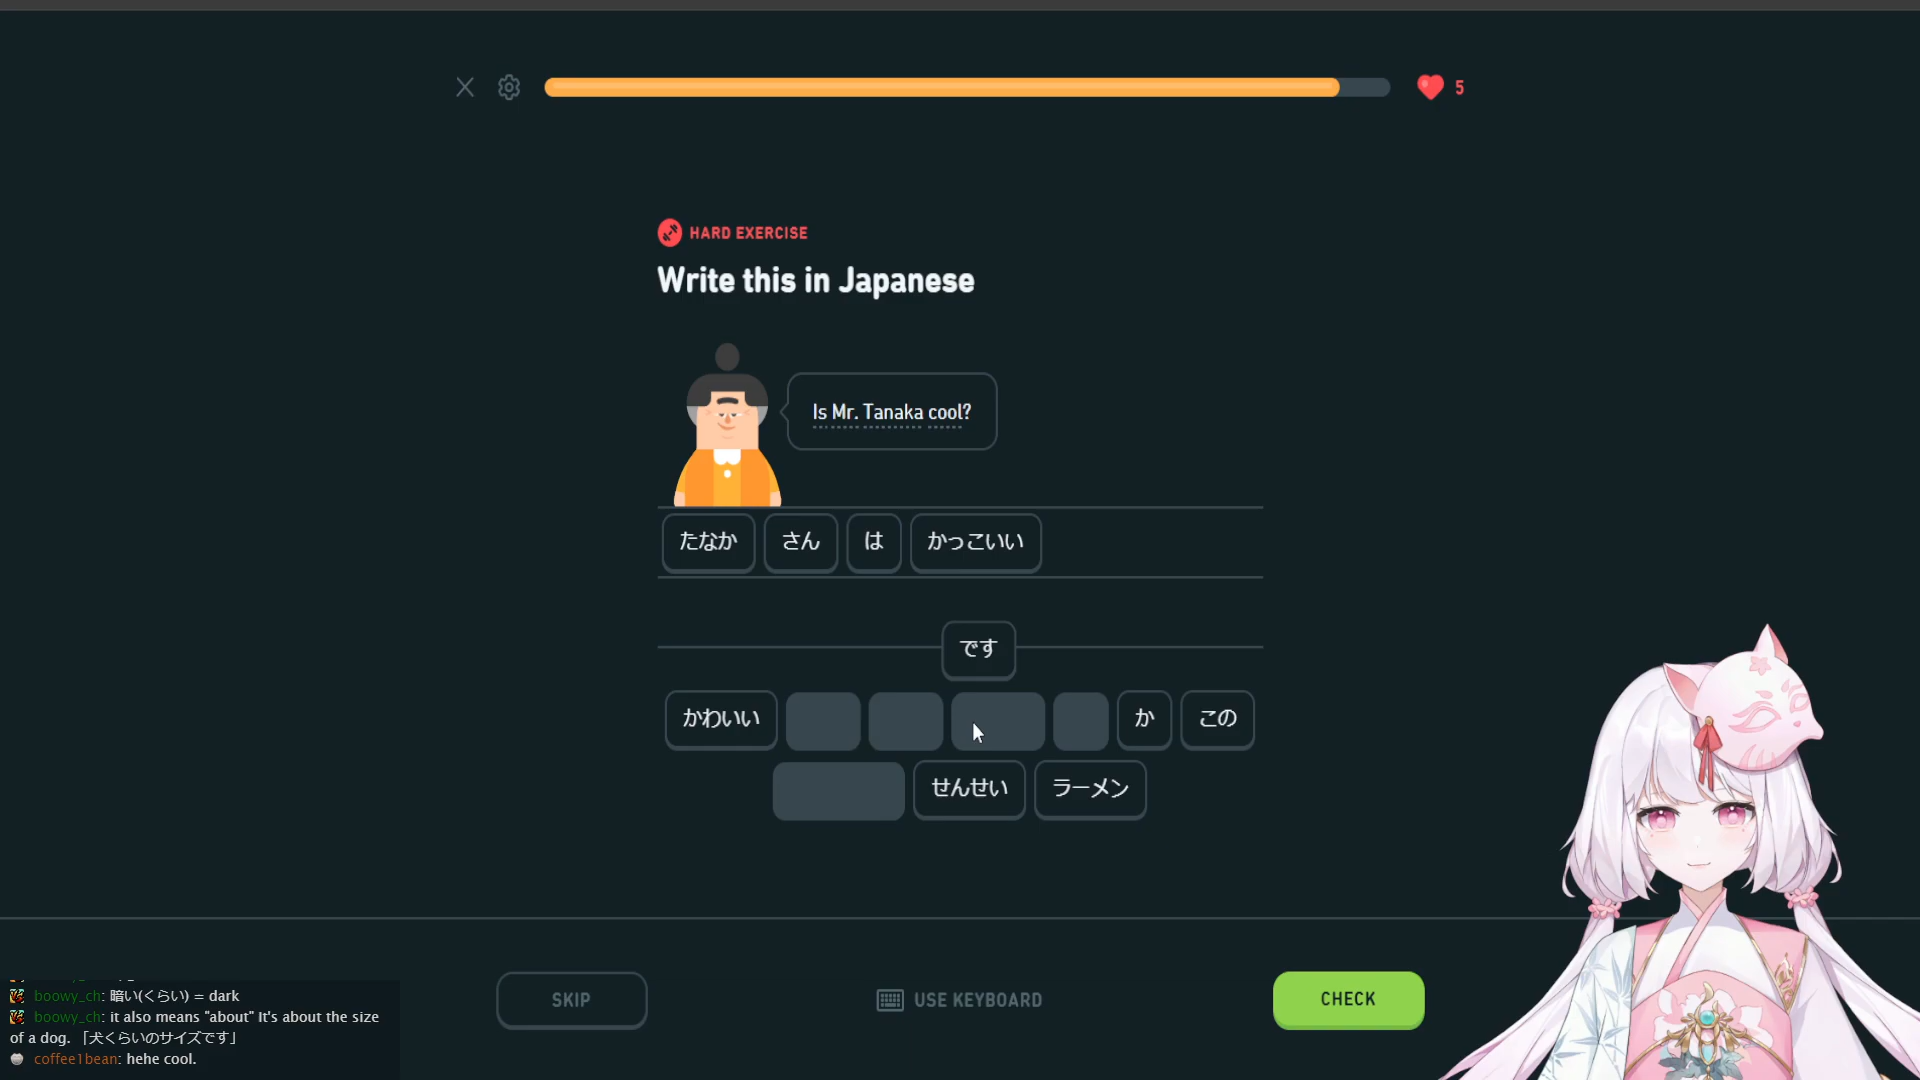 5
HARD EXERCISE
Write this in Japanese
Is Mr. Tanaka cool?
たなか さん は かっこいい
です
かわいい か この
せんせい ラーメン
SKIP
USE KEYBOARD
CHECK
boowy_ch: 暗い(くらい) = dark
boowy_ch: it also means "about" It's about the size
of a dog. 「犬くらいのサイズです」
coffee1bean: hehe cool.